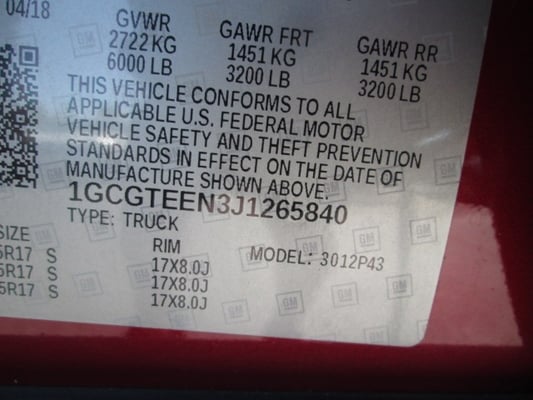 04/18
GVWR GAWR FRT GAWR RR
2722 KG 1451 KG 1451 KG
6000 LB 3200 LB 3200 LB
THIS VEHICLE CONFORMS TO ALL
APPLICABLE U.S. FEDERAL MOTOR
VEHICLE SAFETY AND THEFT PREVENTION
STANDARDS IN EFFECT ON THE DATE OF
MANUFACTURE SHOWN ABOVE.
1GCGTEEN3J1265840
TYPE: TRUCK
SIZE RIM MODEL: 3012P43
5R17 S 17X8.0J
5R17 S 17X8.0J
5R17 S 17X8.0J
GM